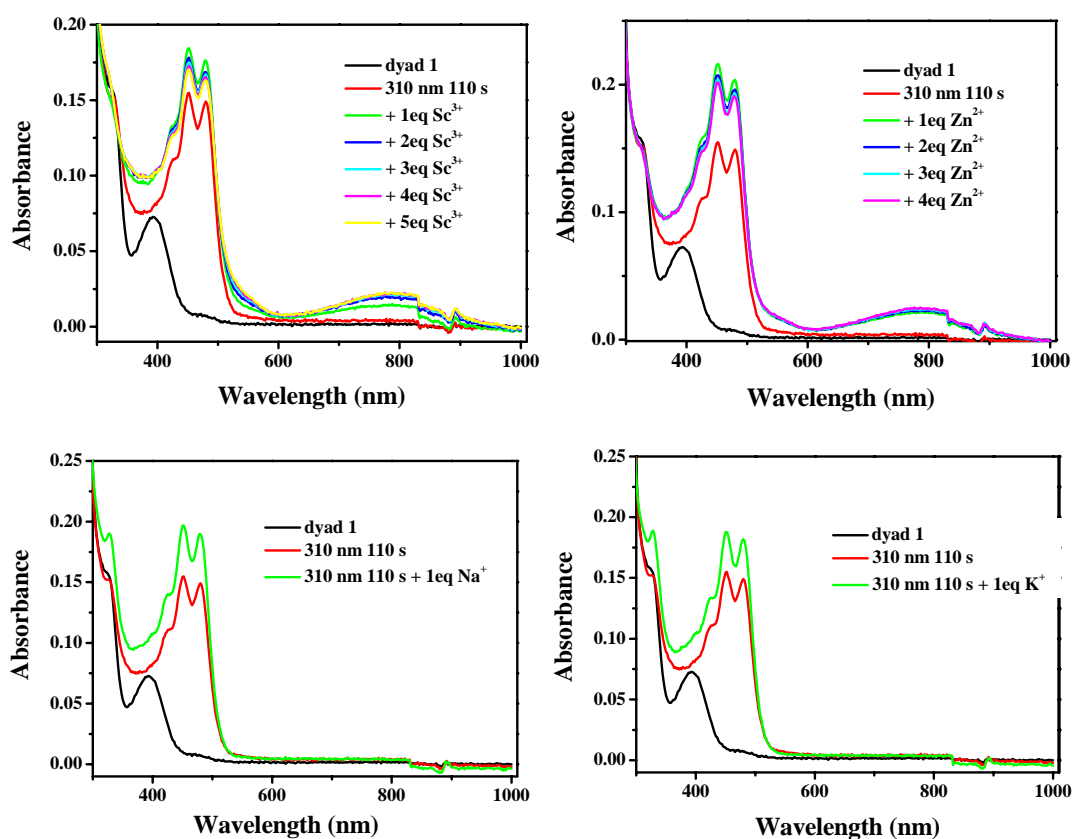 0.20
0.15
0.10
0.05
0.00
Absorbance
dyad 1
310 nm 110 s
+ 1eq Sc³⁺
+ 2eq Sc³⁺
+ 3eq Sc³⁺
+ 4eq Sc³⁺
+ 5eq Sc³⁺
400 600 800 1000
Wavelength (nm)
0.2
0.1
0.0
Absorbance
dyad 1
310 nm 110 s
+ 1eq Zn²⁺
+ 2eq Zn²⁺
+ 3eq Zn²⁺
+ 4eq Zn²⁺
400 600 800 1000
Wavelength (nm)
0.25
0.20
0.15
0.10
0.05
0.00
Absorbance
dyad 1
310 nm 110 s
310 nm 110 s + 1eq Na⁺
400 600 800 1000
Wavelength (nm)
0.25
0.20
0.15
0.10
0.05
0.00
Absorbance
dyad 1
310 nm 110 s
310 nm 110 s + 1eq K⁺
400 600 800 1000
Wavelength (nm)